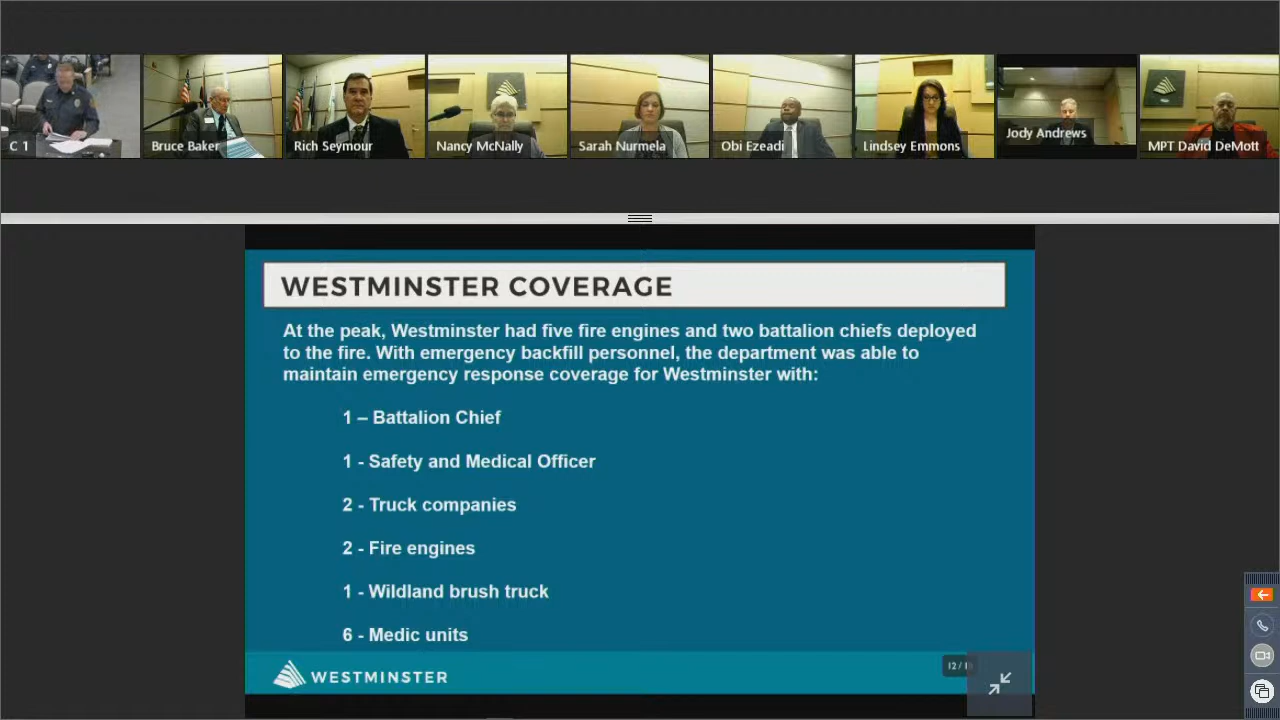 C 1
Bruce Baker
Rich Seymour
Nancy McNally
Sarah Nurmela
Obi Ezeadi
Lindsey Emmons
Jody Andrews
MPT David DeMott
WESTMINSTER COVERAGE
At the peak, Westminster had five fire engines and two battalion chiefs deployed
to the fire. With emergency backfill personnel, the department was able to
maintain emergency response coverage for Westminster with:
1 – Battalion Chief
1 - Safety and Medical Officer
2 - Truck companies
2 - Fire engines
1 - Wildland brush truck
6 - Medic units
WESTMINSTER
12 /